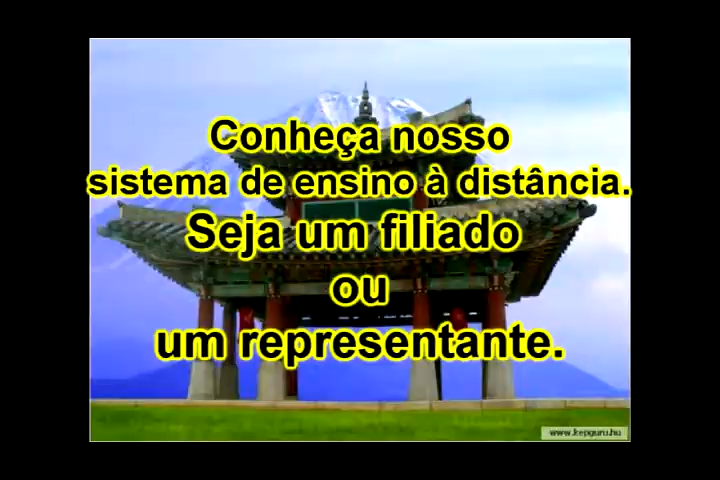 Conheça nosso
sistema de ensino à distância.
Seja um filiado
ou
um representante.
www.kepguru.hu